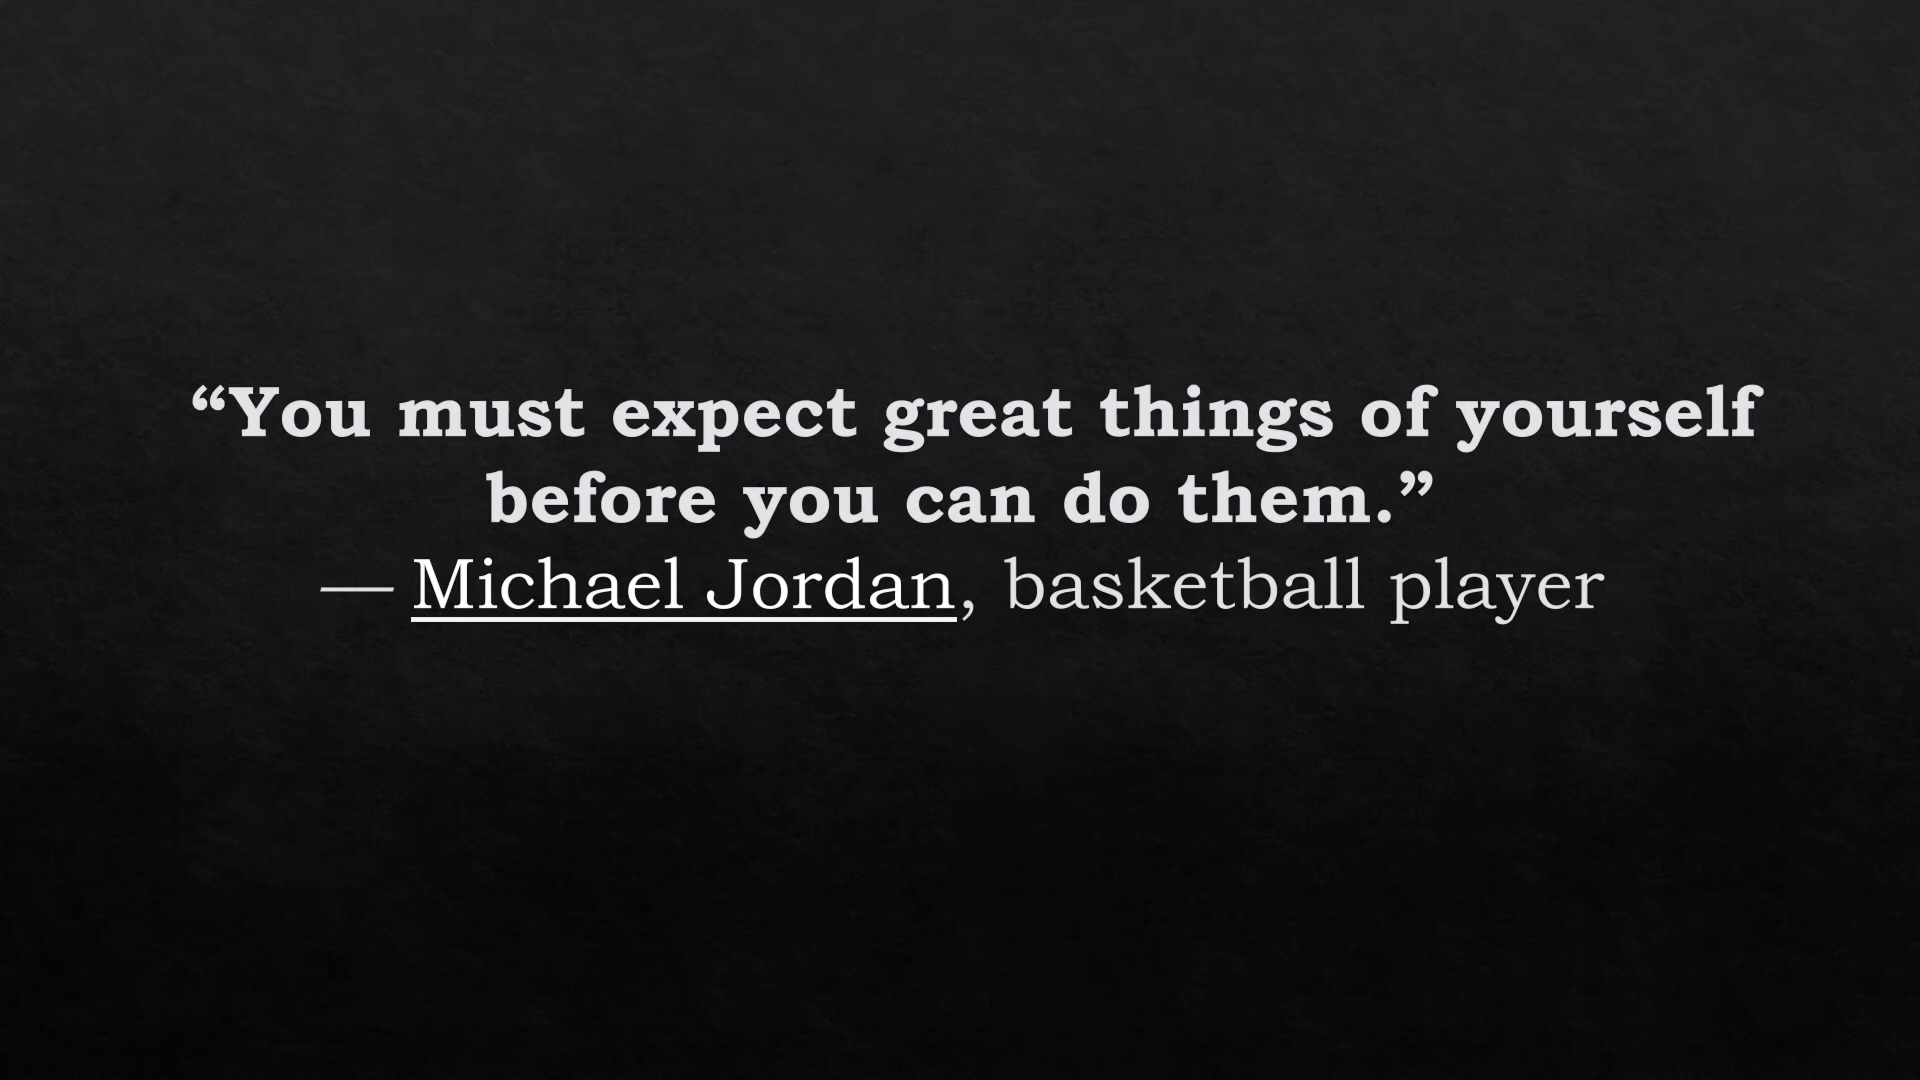 “You must expect great things of yourself
before you can do them.”
— Michael Jordan, basketball player